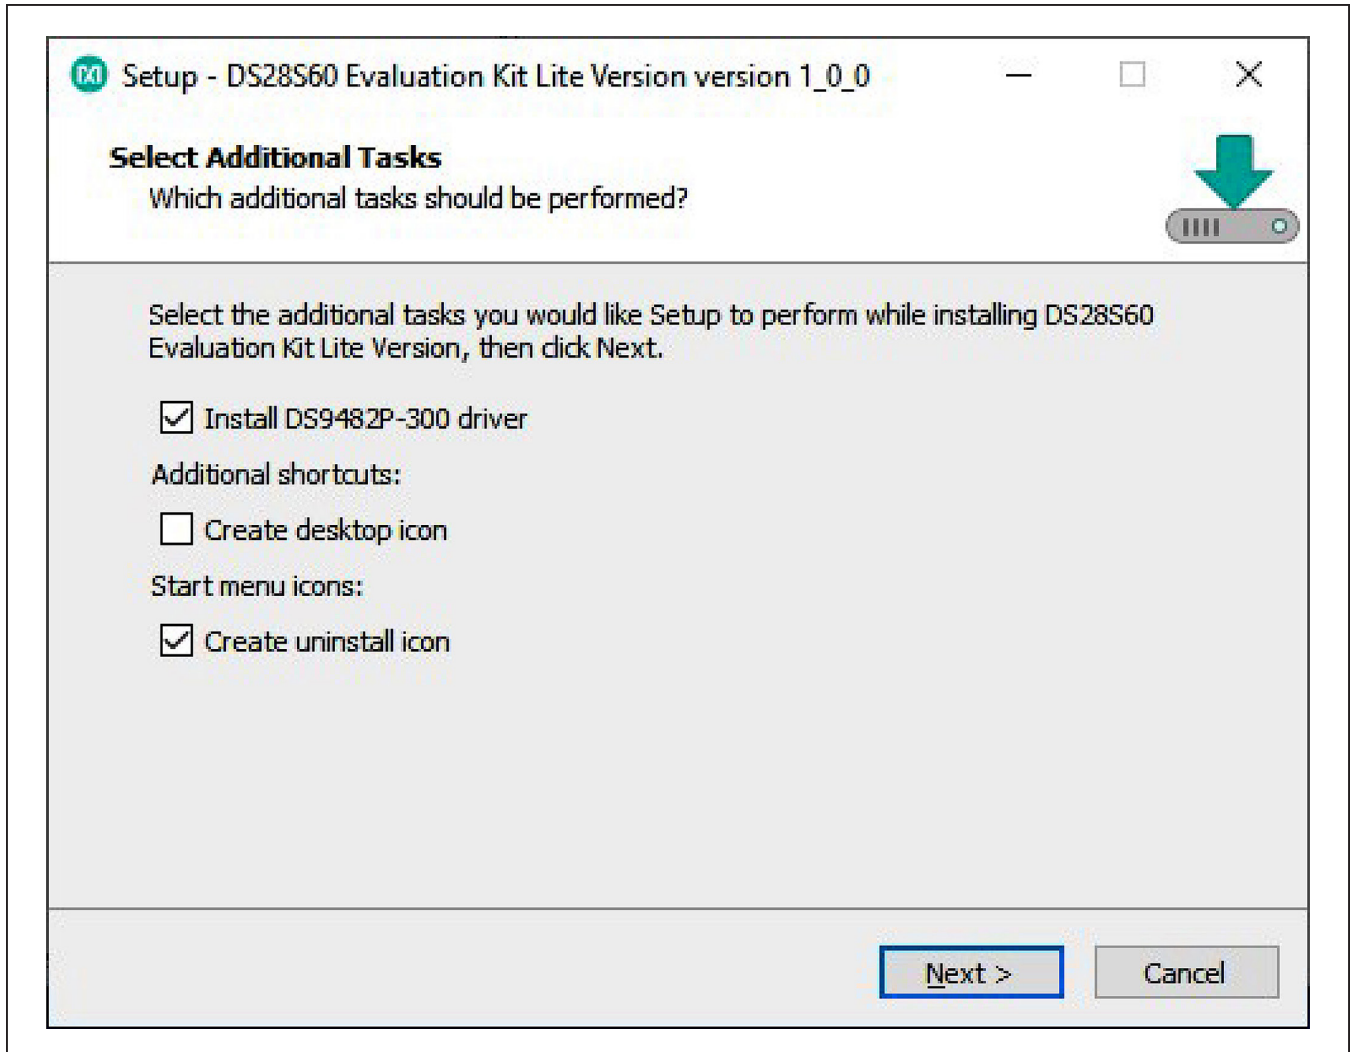 Setup - DS28S60 Evaluation Kit Lite Version version 1_0_0
Select Additional Tasks
Which additional tasks should be performed?
Select the additional tasks you would like Setup to perform while installing DS28S60
Evaluation Kit Lite Version, then click Next.
Install DS9482P-300 driver
Additional shortcuts:
Create desktop icon
Start menu icons:
Create uninstall icon
Next >
Cancel